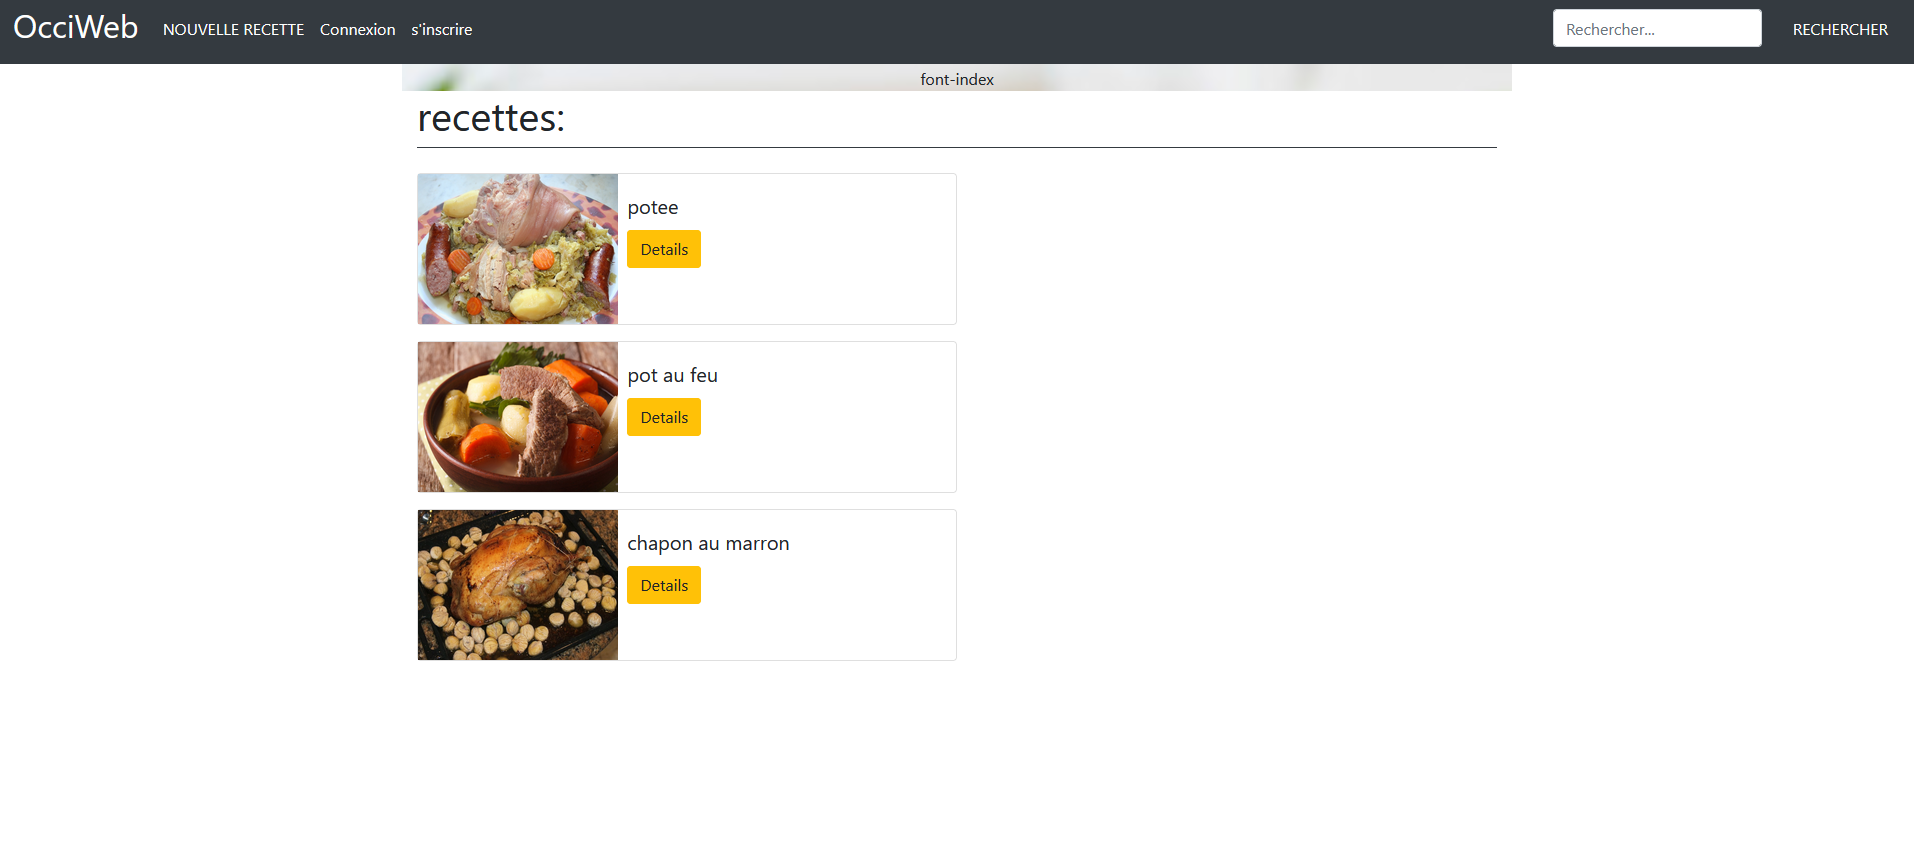 OcciWeb NOUVELLE RECETTE Connexion s'inscrire Rechercher... RECHERCHER
font-index
recettes:
potee
Details
pot au feu
Details
chapon au marron
Details